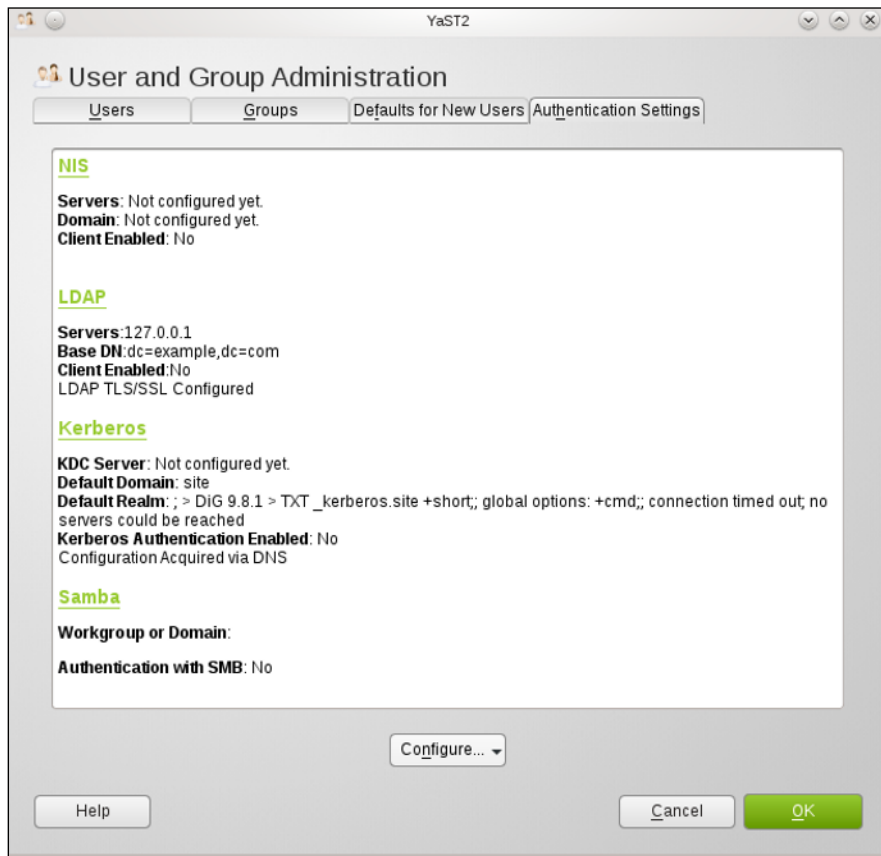 YaST2
User and Group Administration
Users
Groups
Defaults for New Users
Authentication Settings
NIS
Servers: Not configured yet.
Domain: Not configured yet.
Client Enabled: No
LDAP
Servers:127.0.0.1
Base DN:dc=example,dc=com
Client Enabled:No
LDAP TLS/SSL Configured
Kerberos
KDC Server: Not configured yet.
Default Domain: site
Default Realm: ; > DiG 9.8.1 > TXT _kerberos.site +short;; global options: +cmd;; connection timed out; no
servers could be reached
Kerberos Authentication Enabled: No
Configuration Acquired via DNS
Samba
Workgroup or Domain:
Authentication with SMB: No
Configure...
Help
Cancel
OK